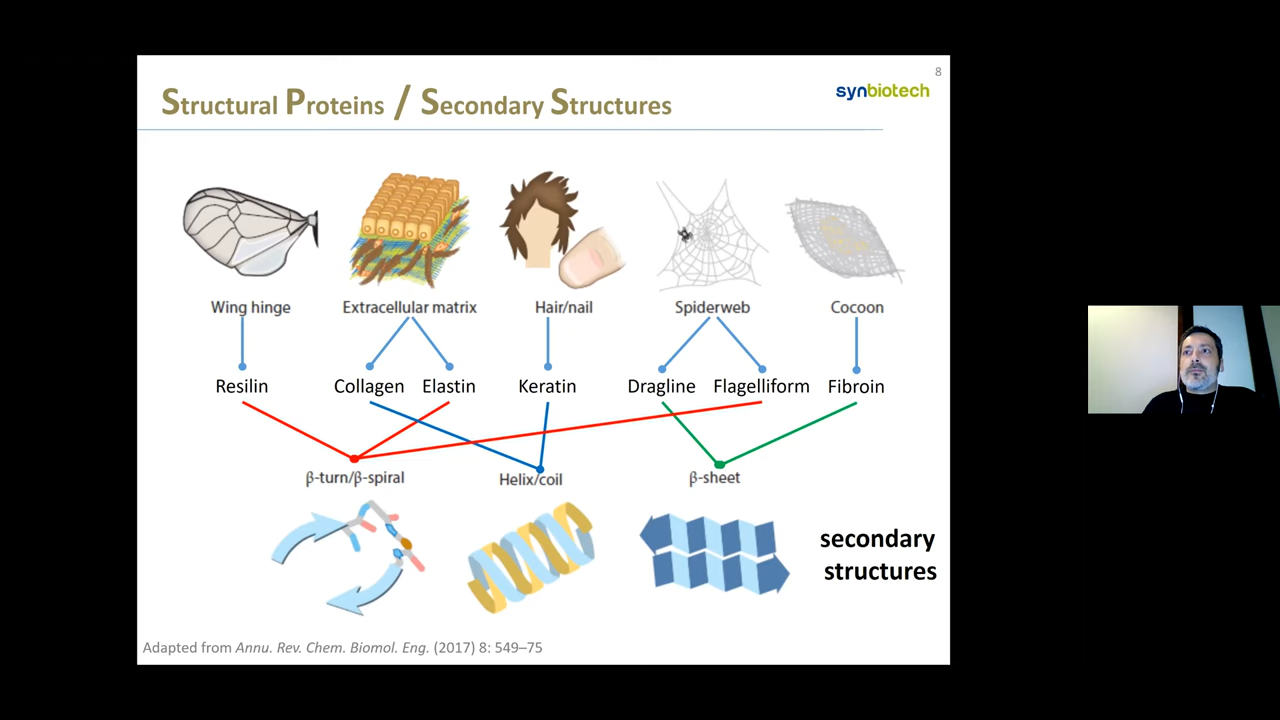 8
Structural Proteins / Secondary Structures
synbiotech
Wing hinge
Extracellular matrix
Hair/nail
Spiderweb
Cocoon
Resilin
Collagen
Elastin
Keratin
Dragline
Flagelliform
Fibroin
β-turn/β-spiral
Helix/coil
β-sheet
secondary
structures
Adapted from Annu. Rev. Chem. Biomol. Eng. (2017) 8: 549–75